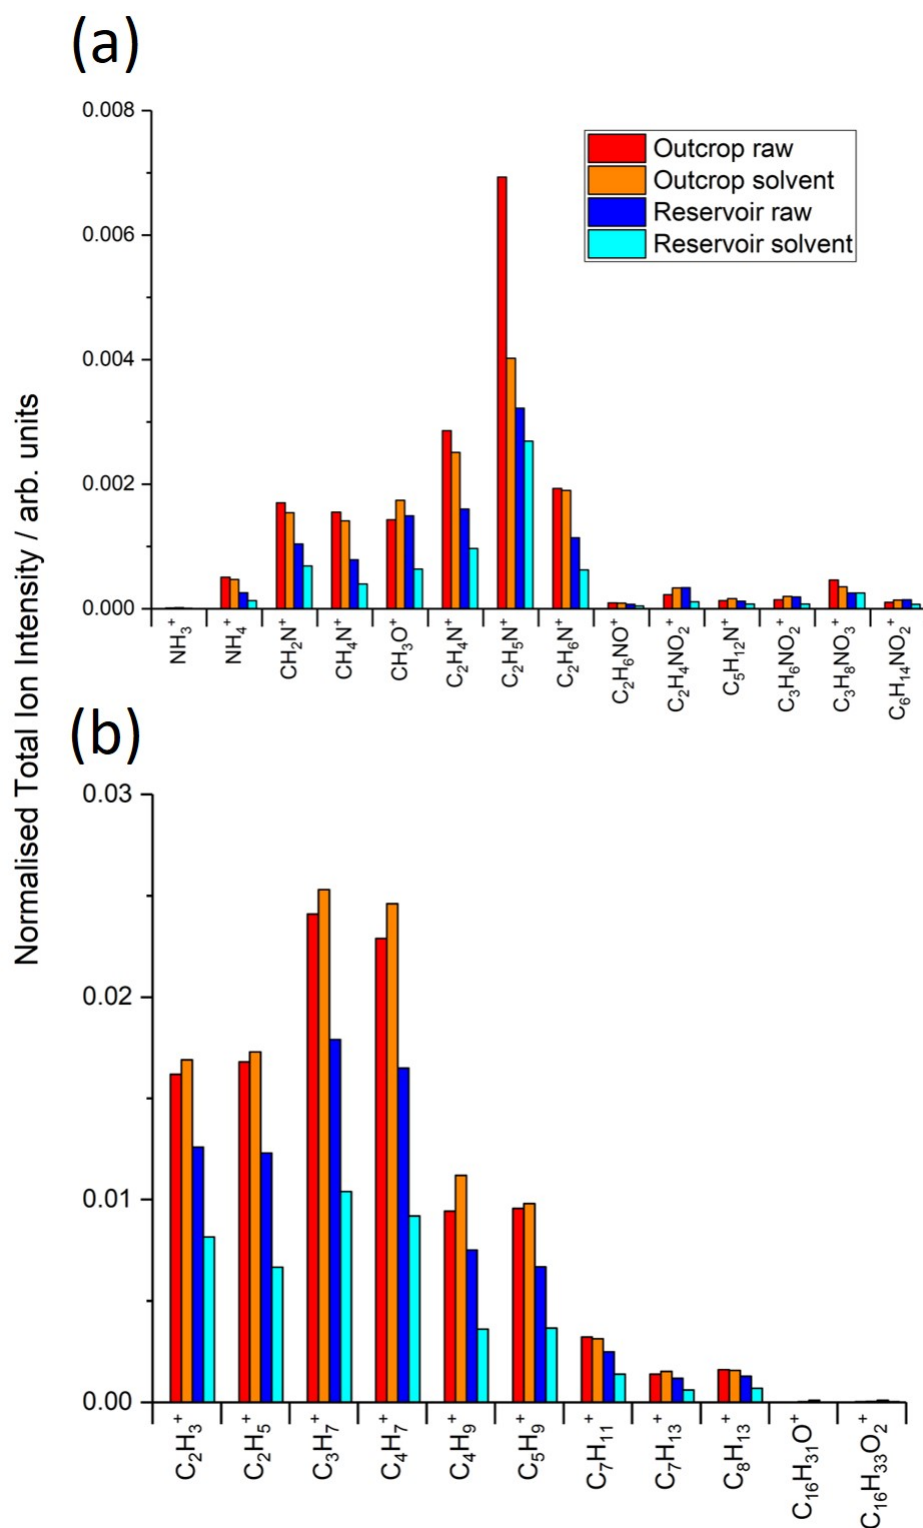 (a)
0.008
0.006
0.004
0.002
0.000
Outcrop raw
Outcrop solvent
Reservoir raw
Reservoir solvent
NH₃⁺
NH₄⁺
CH₂N⁺
CH₄N⁺
CH₃O⁺
C₂H₄N⁺
C₂H₅N⁺
C₂H₆N⁺
C₂H₆NO⁺
C₂H₄NO₂⁺
C₅H₁₂N⁺
C₃H₆NO₂⁺
C₃H₈NO₃⁺
C₆H₁₄NO₂⁺
Normalised Total Ion Intensity / arb. units
(b)
0.03
0.02
0.01
0.00
C₂H₃⁺
C₂H₅⁺
C₃H₇⁺
C₄H₇⁺
C₄H₉⁺
C₅H₉⁺
C₇H₁₁⁺
C₇H₁₃⁺
C₈H₁₃⁺
C₁₆H₃₁O⁺
C₁₆H₃₃O₂⁺